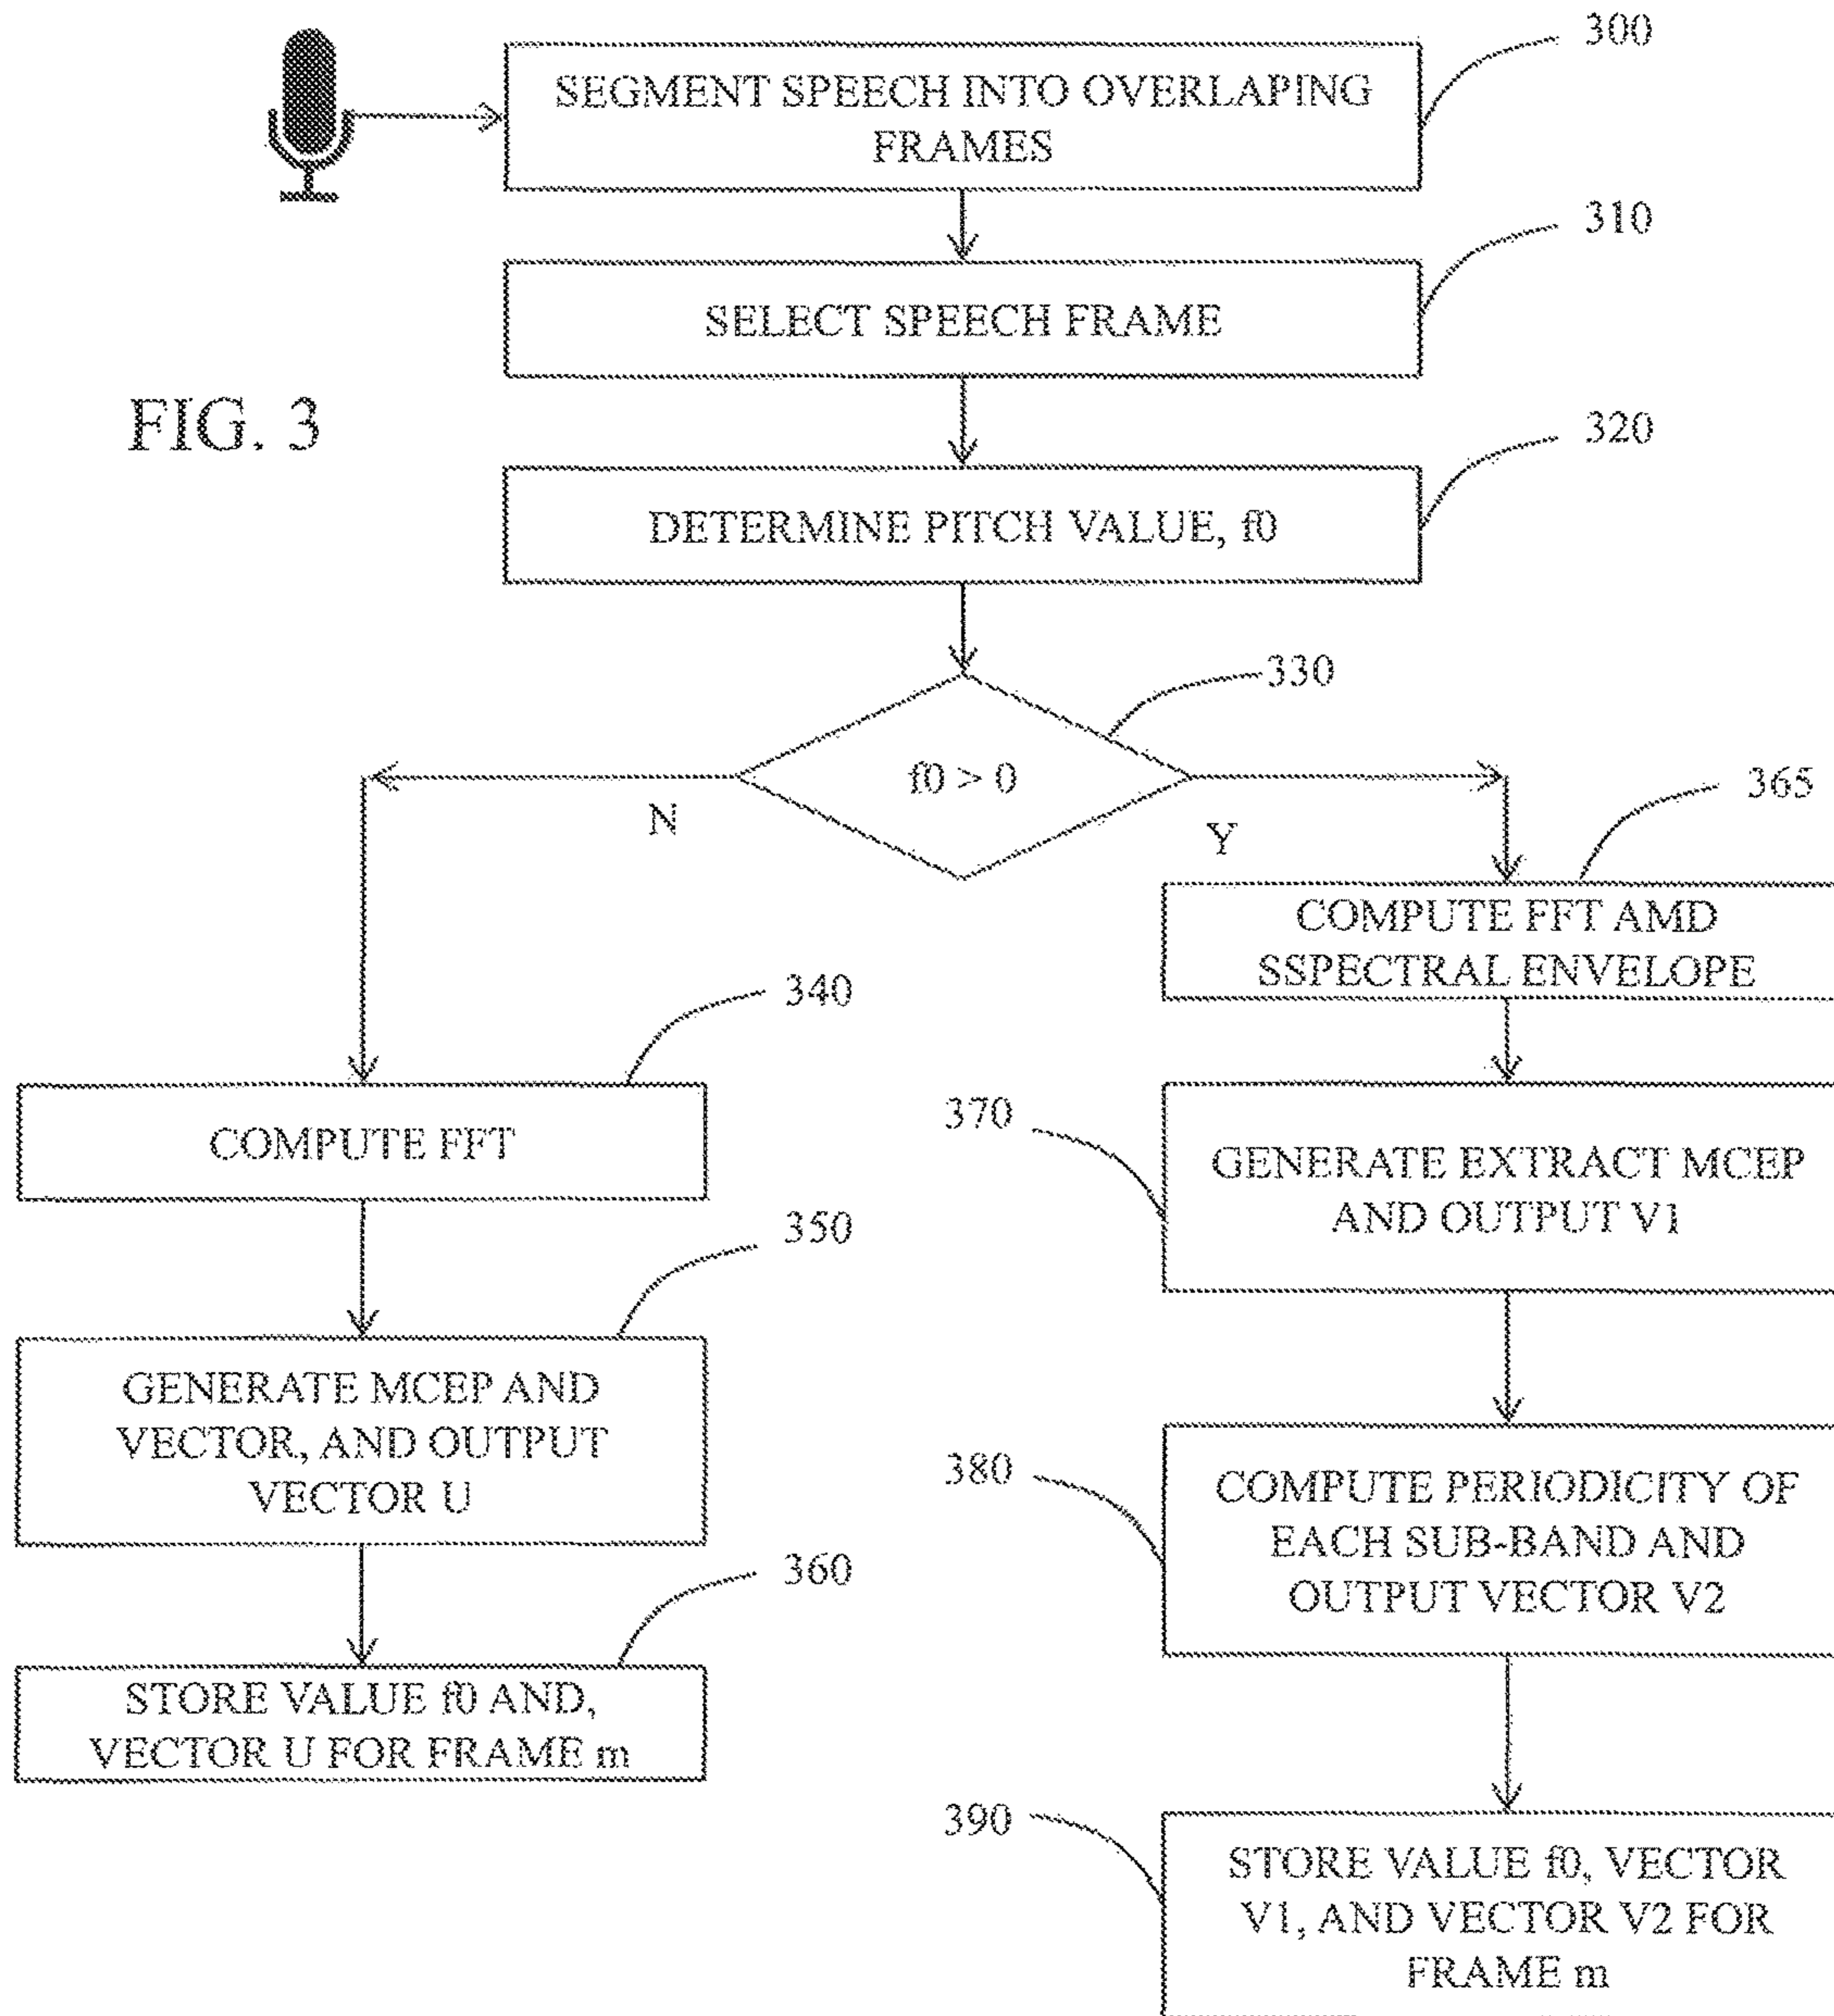 300
SEGMENT SPEECH INTO OVERLAPING
FRAMES
310
SELECT SPEECH FRAME
FIG. 3
320
DETERMINE PITCH VALUE, f0
330
f0 > 0
N
Y
365
COMPUTE FFT AMD
SSPECTRAL ENVELOPE
340
COMPUTE FFT
370
GENERATE EXTRACT MCEP
AND OUTPUT V1
350
GENERATE MCEP AND
VECTOR, AND OUTPUT
VECTOR U
380
COMPUTE PERIODICITY OF
EACH SUB-BAND AND
OUTPUT VECTOR V2
360
STORE VALUE f0 AND,
VECTOR U FOR FRAME m
390
STORE VALUE f0, VECTOR
V1, AND VECTOR V2 FOR
FRAME m